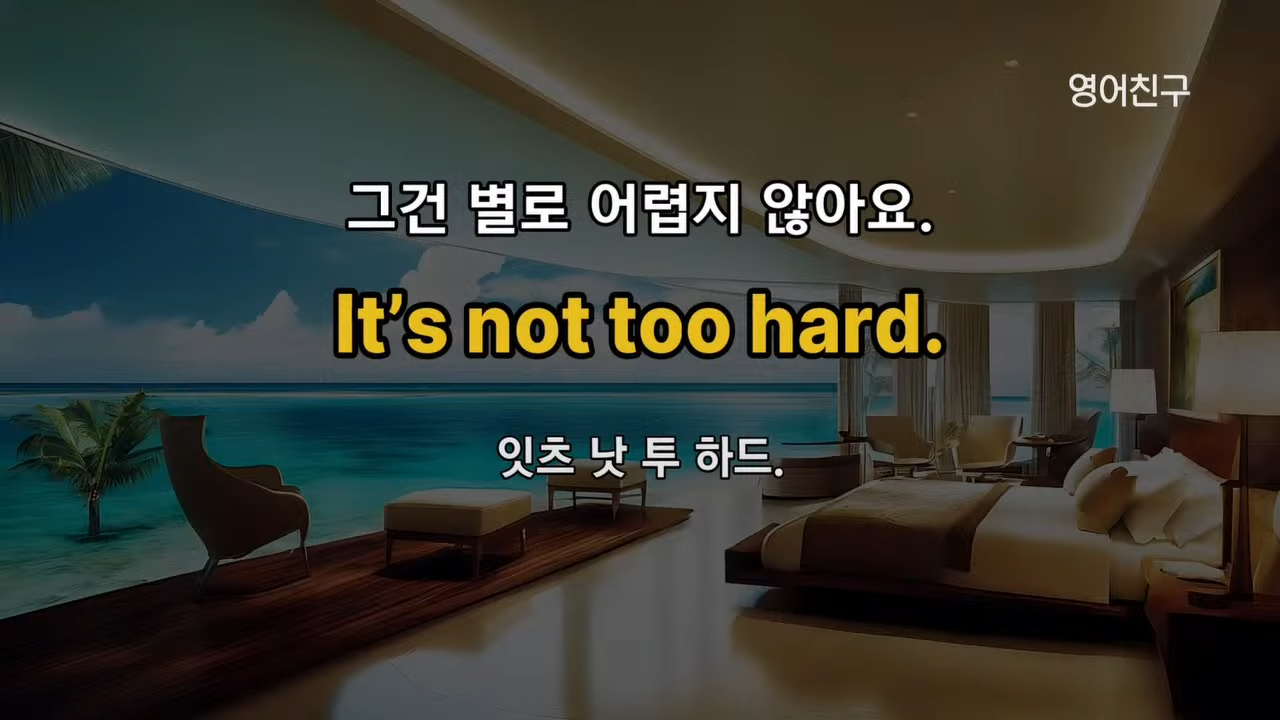 영어친구
그건 별로 어렵지 않아요.
It’s not too hard.
잇츠 낫 투 하드.